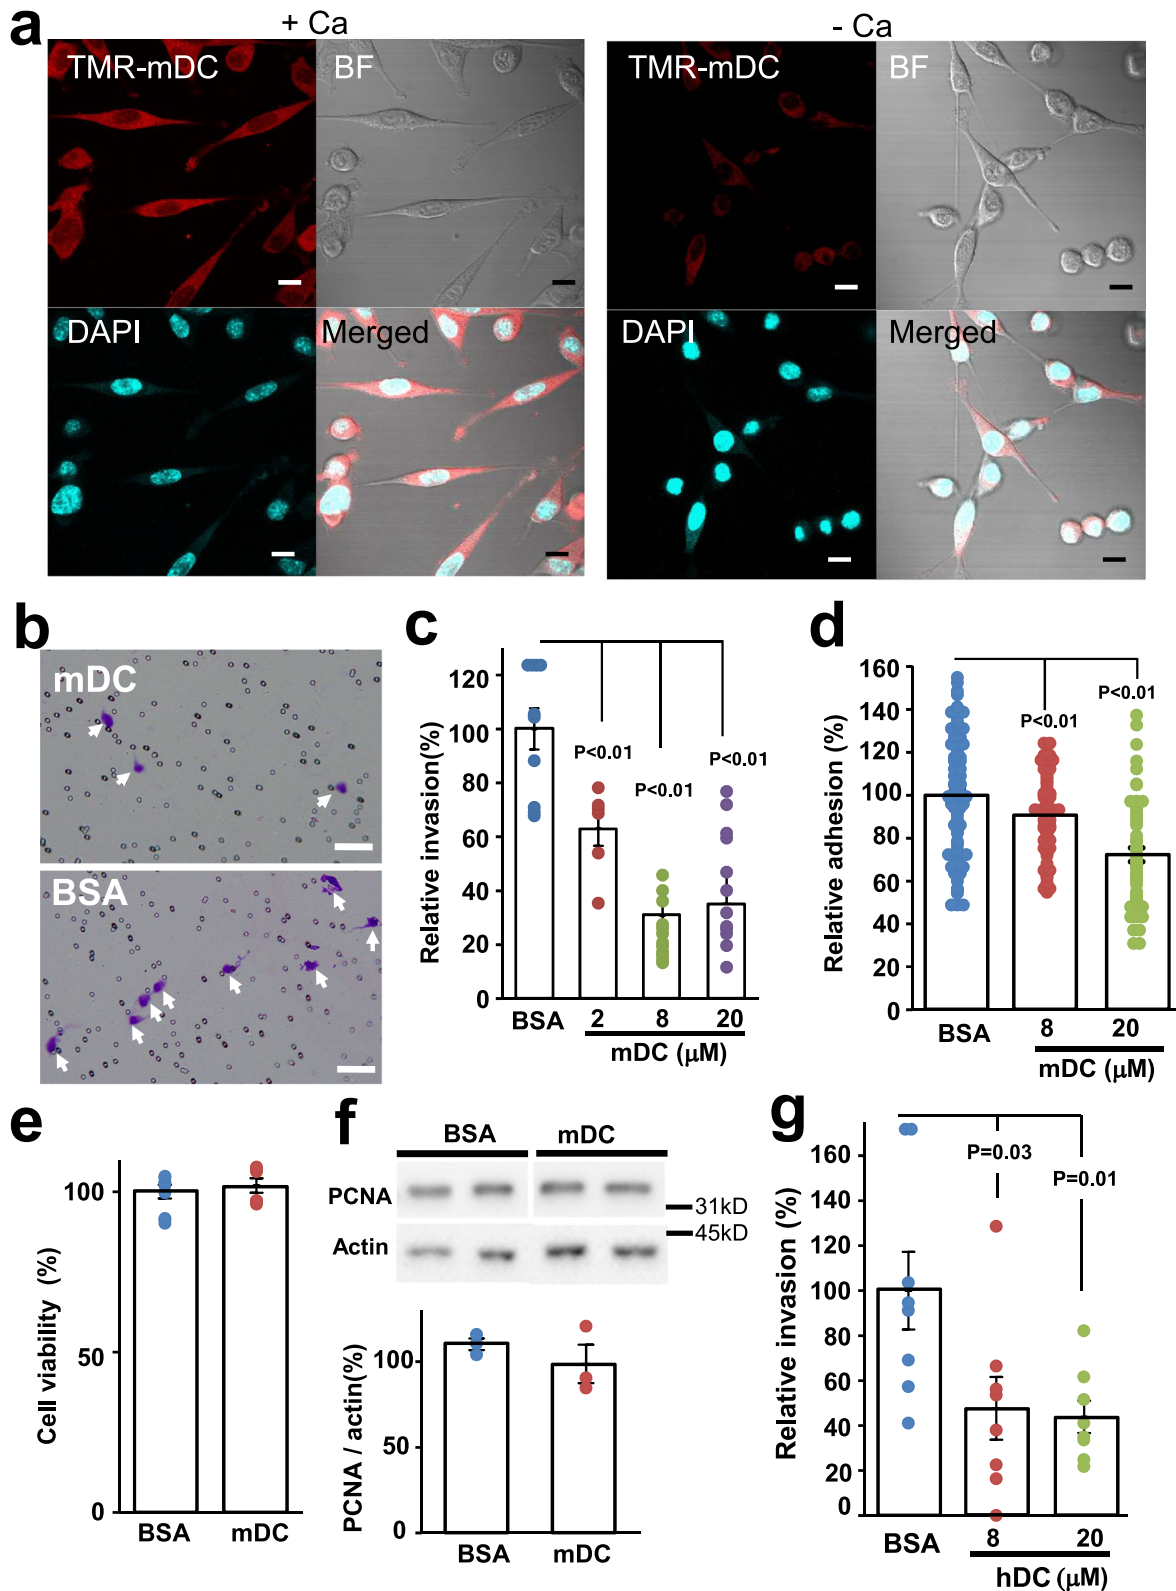 a
+ Ca
- Ca
TMR-mDC
BF
TMR-mDC
BF
DAPI
Merged
DAPI
Merged
b
mDC
BSA
c
Relative invasion(%)
120
100
80
60
40
20
0
P<0.01
P<0.01
P<0.01
BSA
2
8
20
mDC (μM)
d
Relative adhesion (%)
160
140
120
100
80
60
40
20
0
P<0.01
P<0.01
BSA
8
20
mDC (μM)
e
Cell viability (%)
100
50
0
BSA
mDC
f
BSA
mDC
PCNA
31kD
45kD
Actin
PCNA / actin(%)
100
50
0
BSA
mDC
g
Relative invasion (%)
160
140
120
100
80
60
40
20
0
P=0.03
P=0.01
BSA
8
20
hDC (μM)